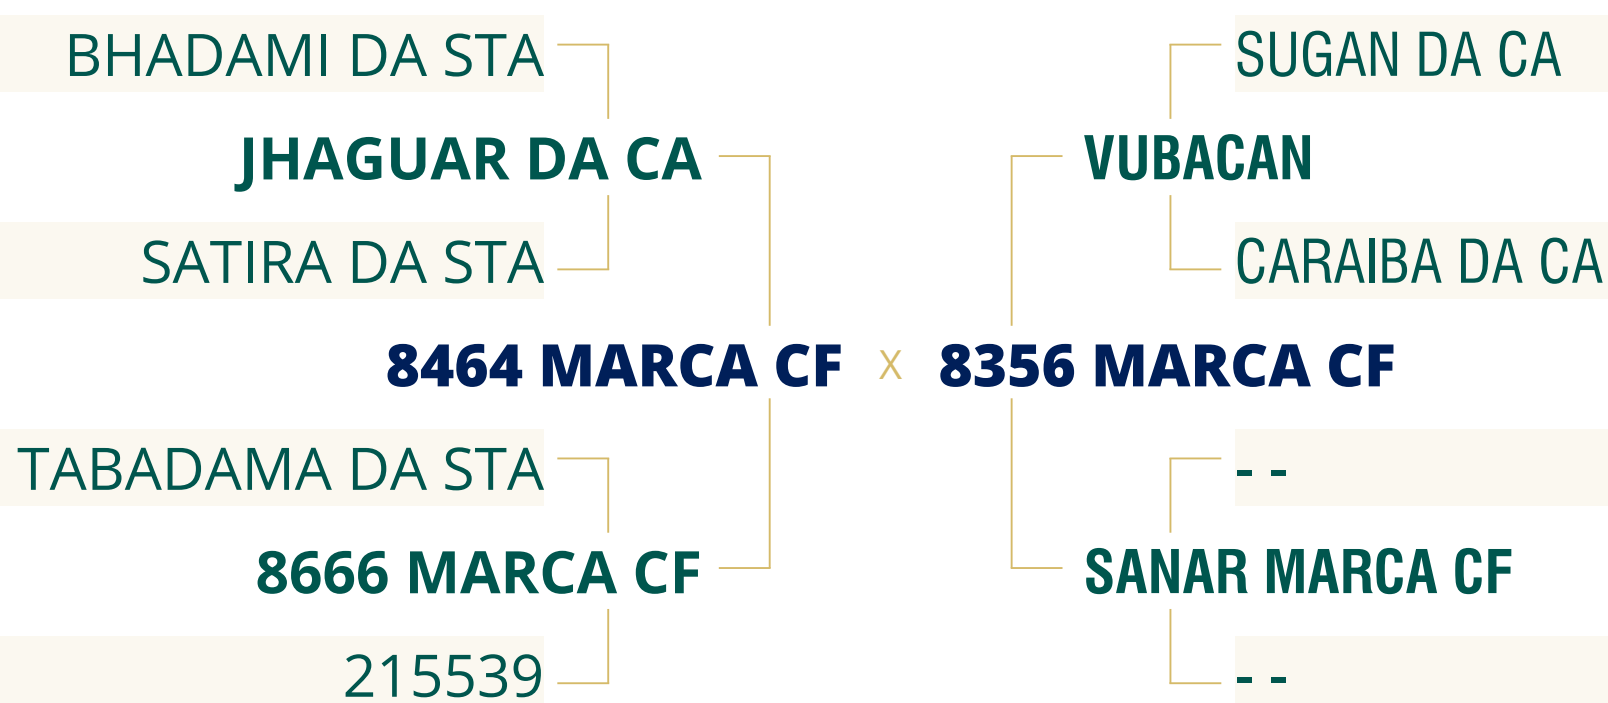 BHADAMI DA STA SUGAN DA CA
JHAGUAR DA CA VUBACAN
SATIRA DA STA CARAIBA DA CA
8464 MARCA CF X 8356 MARCA CF
TABADAMA DA STA - -
8666 MARCA CF SANAR MARCA CF
215539 - -